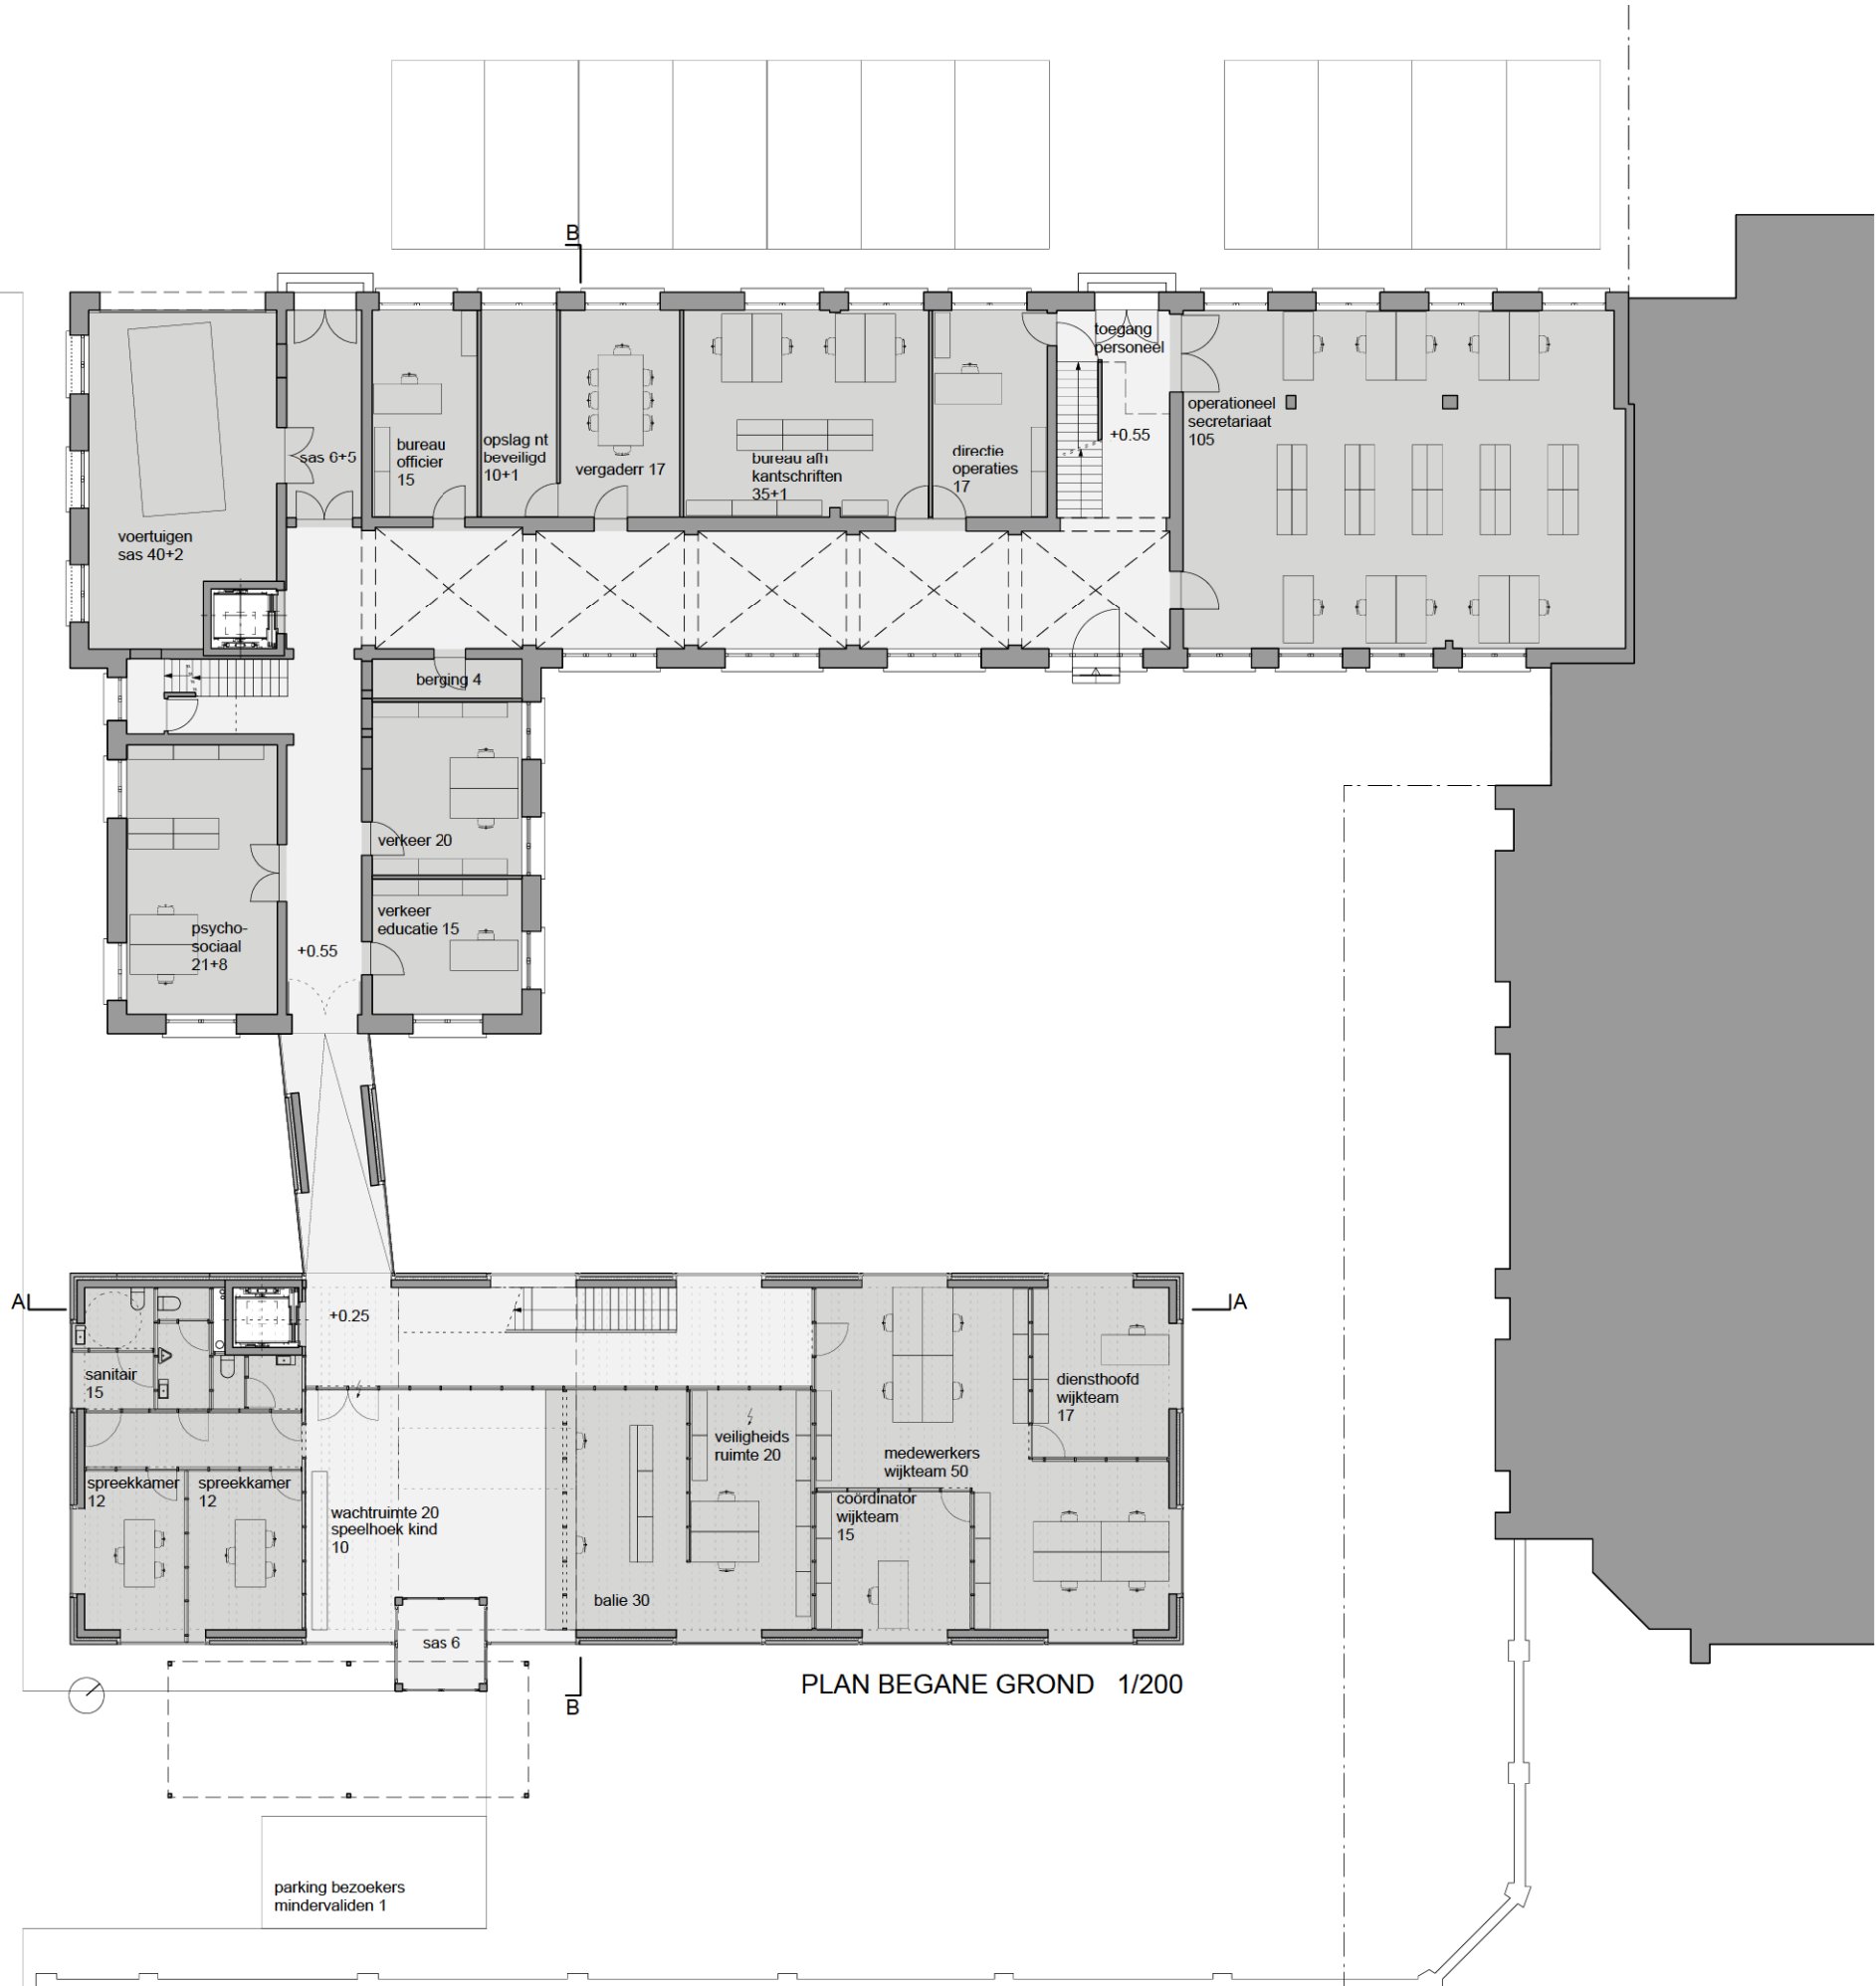 B
toegang
personeel
operationeel
secretariaat
105
+0.55
bureau
officier
15
opslag nt
beveiligd
10+1
vergaderr 17
bureau afh
kantschriften
35+1
directie
operaties
17
sas 6+5
voertuigen
sas 40+2
berging 4
verkeer 20
verkeer
educatie 15
psycho-
sociaal
21+8
+0.55
A
A
+0.25
sanitair
15
diensthoofd
wijkteam
17
veiligheids
ruimte 20
medewerkers
wijkteam 50
spreekkamer
12
spreekkamer
12
wachtruimte 20
speelhoek kind
10
coördinator
wijkteam
15
balie 30
sas 6
PLAN BEGANE GROND 1/200
B
parking bezoekers
mindervaliden 1